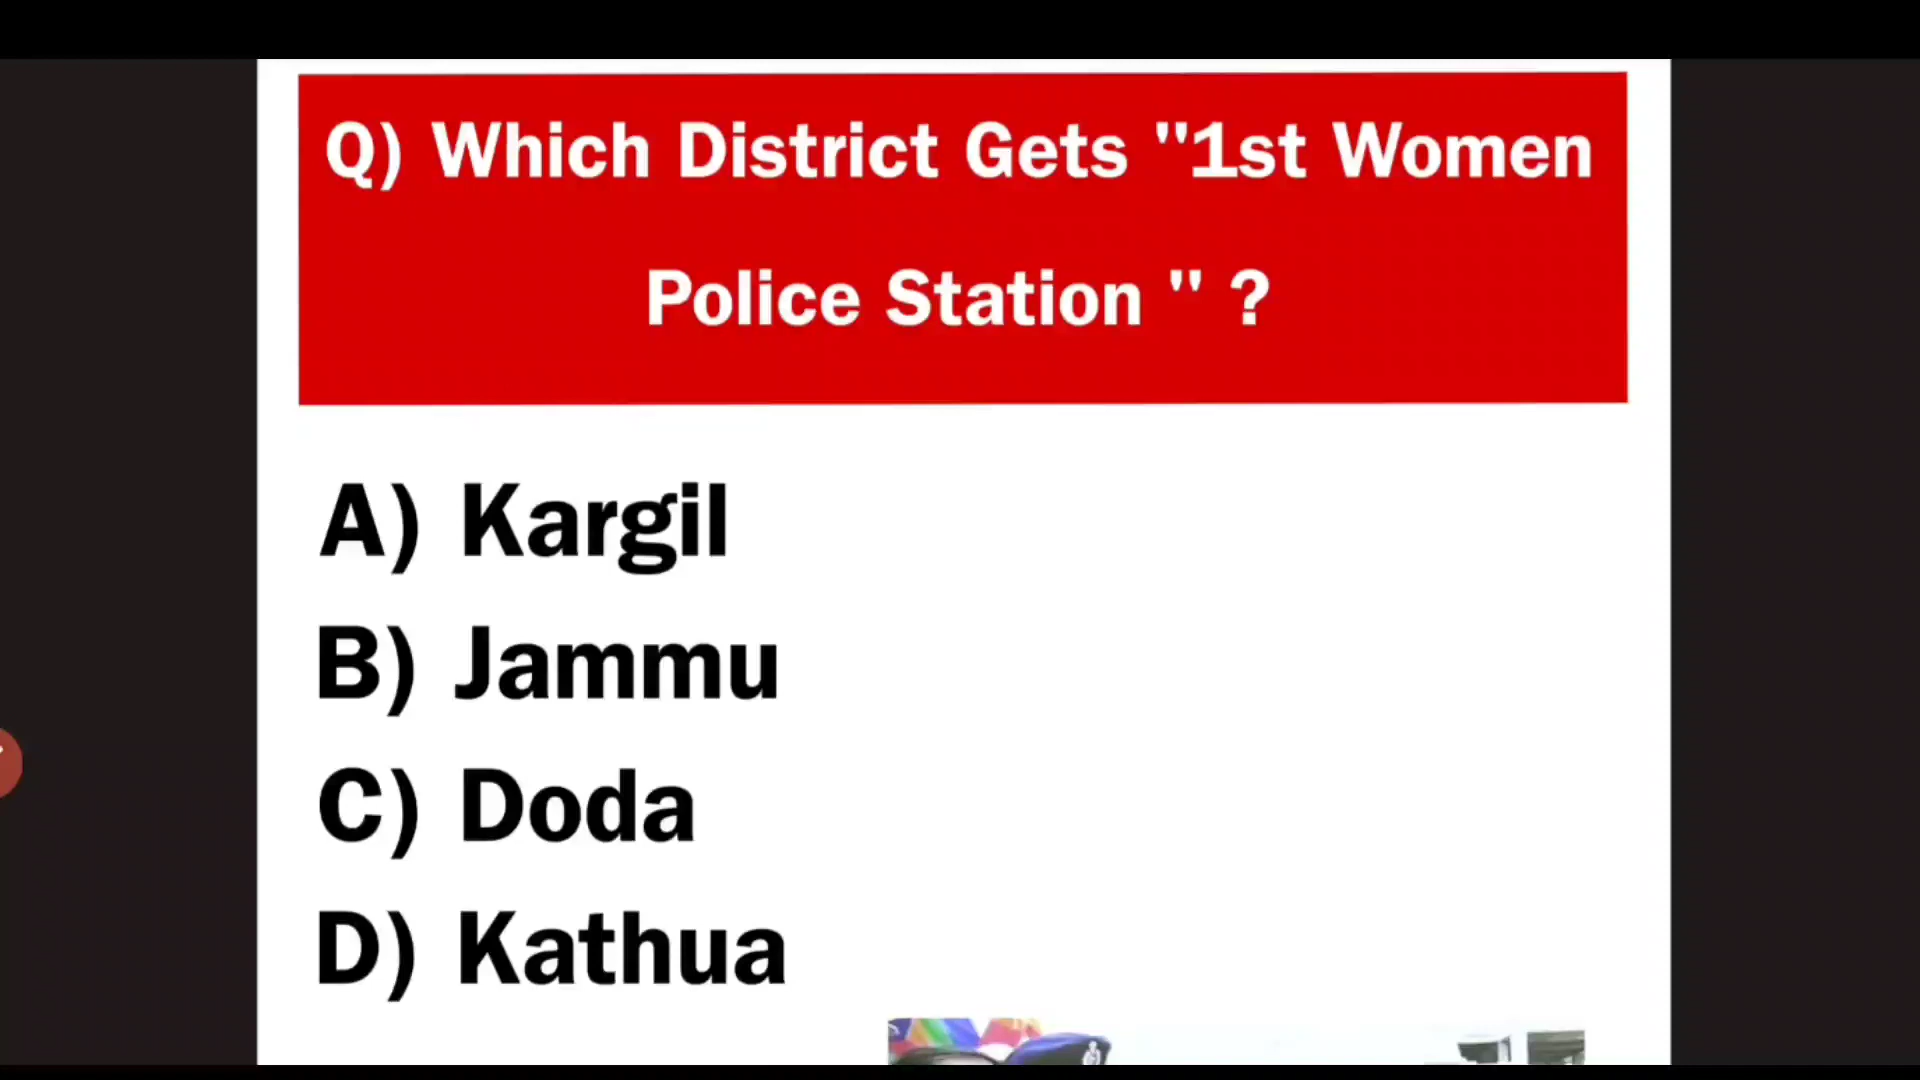 Q) Which District Gets "1st Women
Police Station " ?
A) Kargil
B) Jammu
C) Doda
D) Kathua